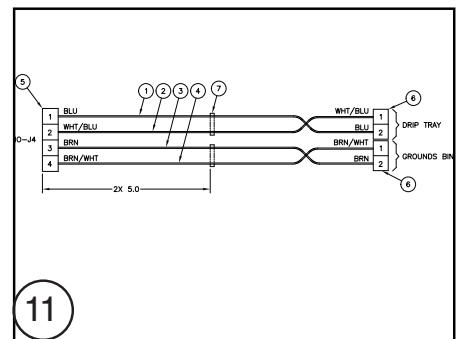 5 1 2 3 4 7 6
1 BLU WHT/BLU 1
2 WHT/BLU BLU 2 DRIP TRAY
IO-J4
3 BRN BRN/WHT 1
4 BRN/WHT BRN 2 GROUNDS BIN
2X 5.0
6
11